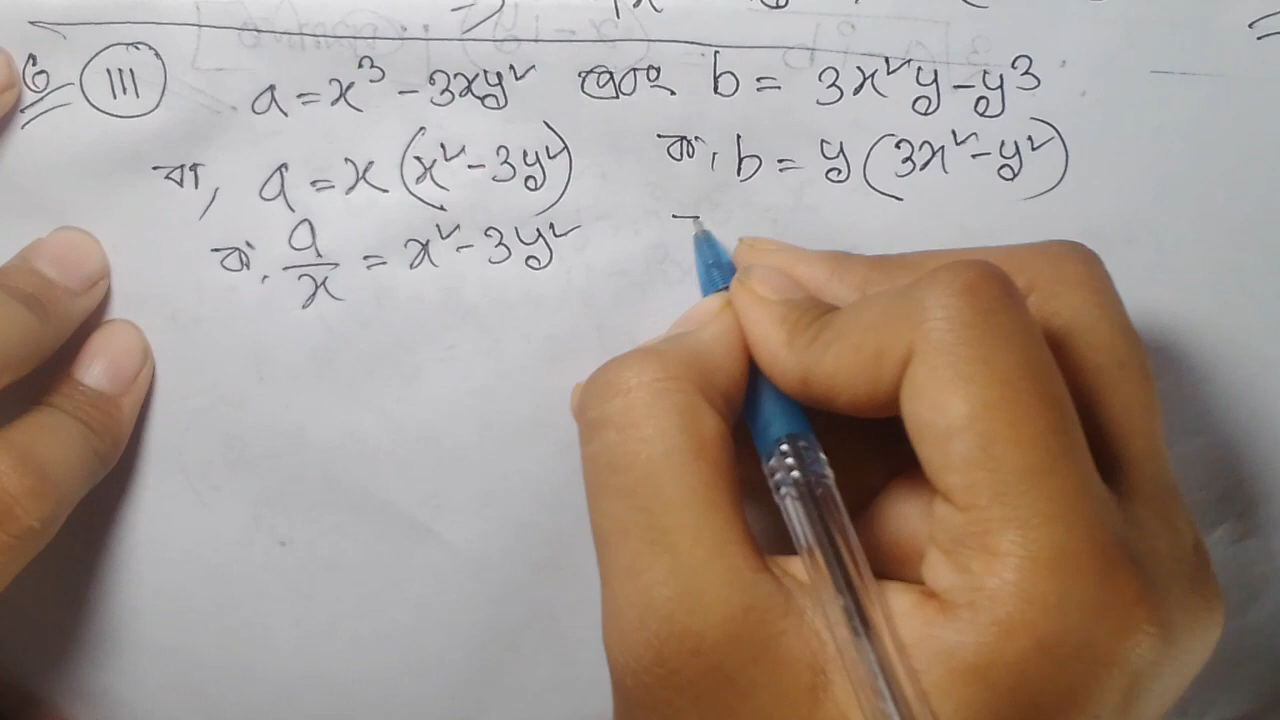 6 (III) a = x³ - 3xy² এবং b = 3x²y - y³
বা, a = x(x² - 3y²) বা, b = y(3x² - y²)
বা, a/x = x² - 3y²